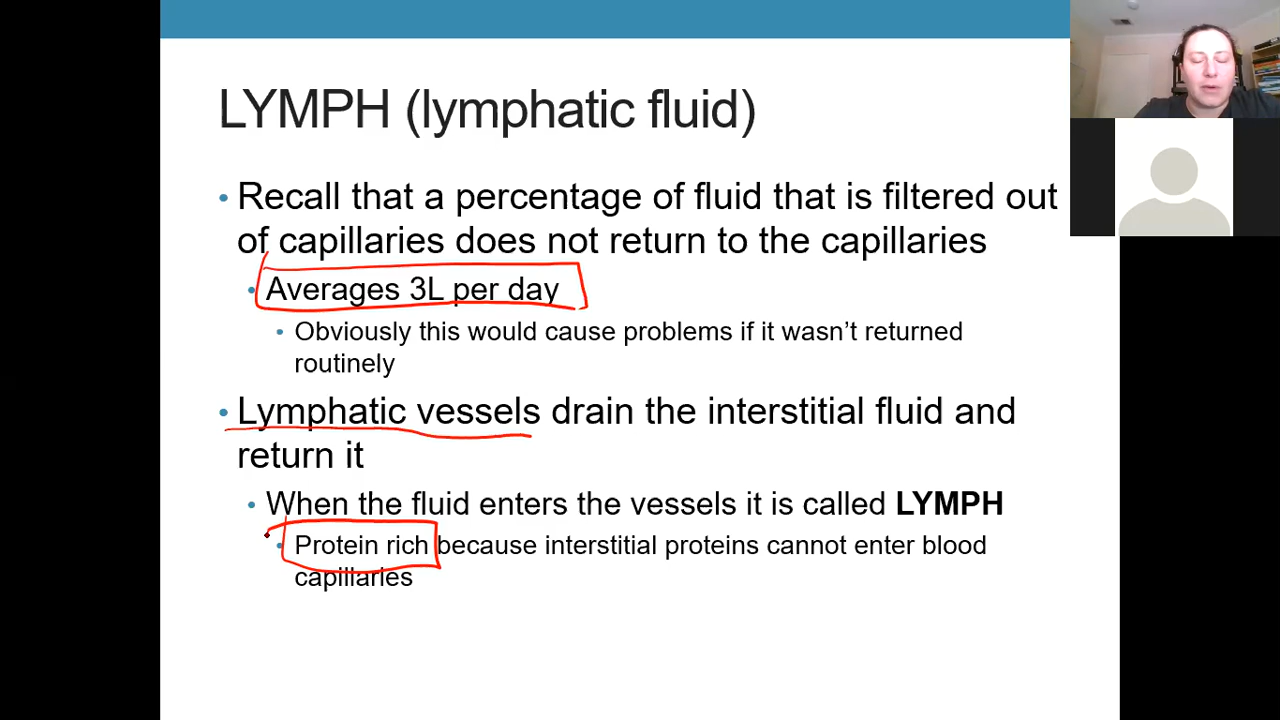 LYMPH (lymphatic fluid)
• Recall that a percentage of fluid that is filtered out
of capillaries does not return to the capillaries
• Averages 3L per day
• Obviously this would cause problems if it wasn’t returned
routinely
• Lymphatic vessels drain the interstitial fluid and
return it
• When the fluid enters the vessels it is called LYMPH
• Protein rich because interstitial proteins cannot enter blood
capillaries